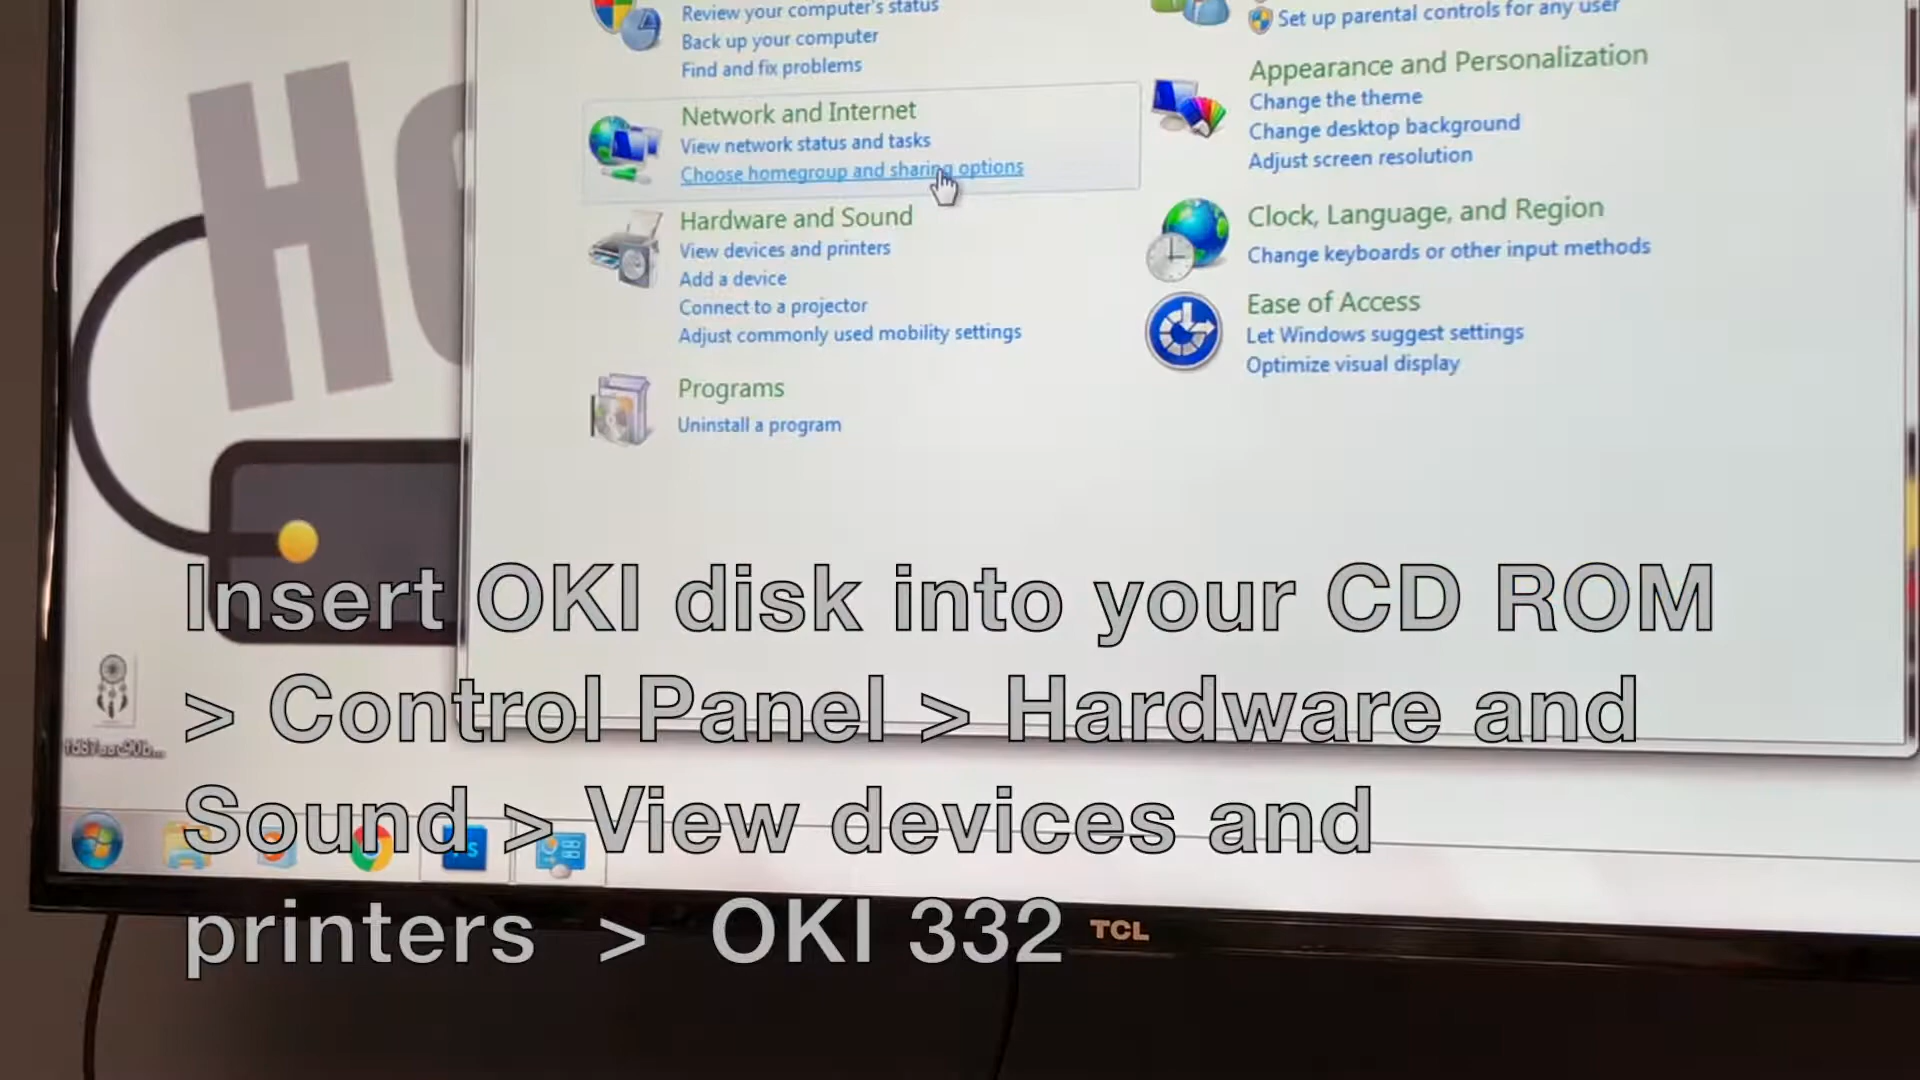 Review your computer's status
Back up your computer
Find and fix problems
Network and Internet
View network status and tasks
Choose homegroup and sharing options
Hardware and Sound
View devices and printers
Add a device
Connect to a projector
Adjust commonly used mobility settings
Programs
Uninstall a program
Set up parental controls for any user
Appearance and Personalization
Change the theme
Change desktop background
Adjust screen resolution
Clock, Language, and Region
Change keyboards or other input methods
Ease of Access
Let Windows suggest settings
Optimize visual display
Insert OKI disk into your CD ROM
> Control Panel > Hardware and
Sound > View devices and
printers > OKI 332
TCL